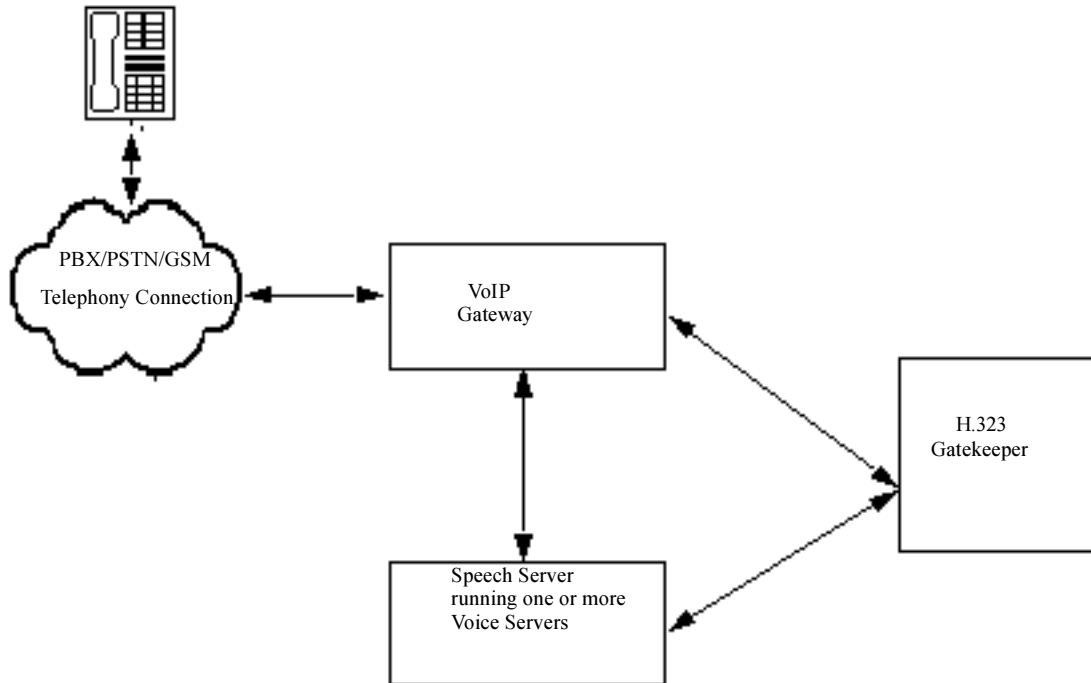 PBX/PSTN/GSM
Telephony Connection
VoIP
Gateway
H.323
Gatekeeper
Speech Server
running one or more
Voice Servers